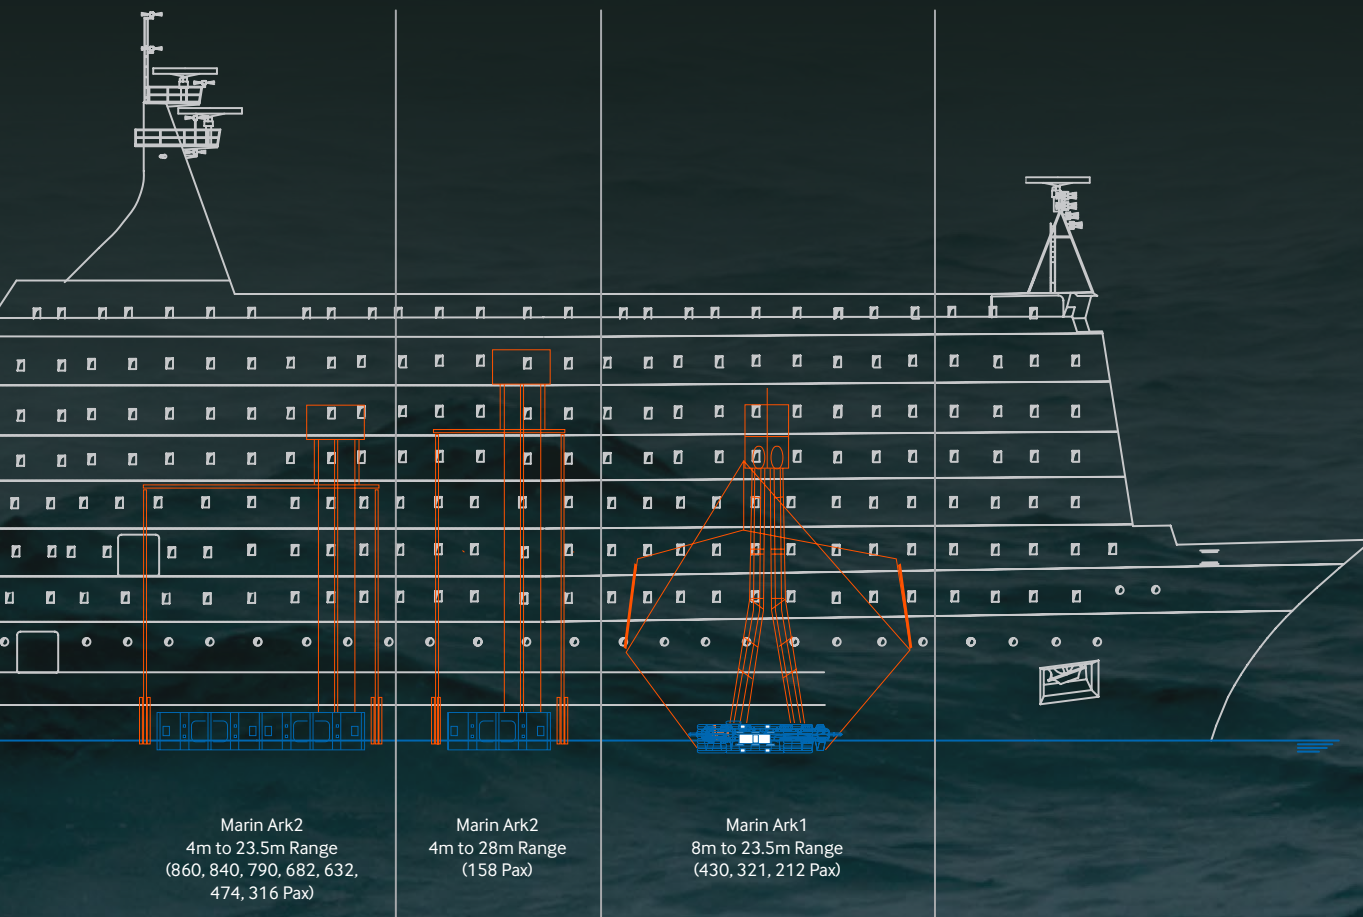 Marin Ark2
4m to 23.5m Range
(860, 840, 790, 682, 632,
474, 316 Pax)
Marin Ark2
4m to 28m Range
(158 Pax)
Marin Ark1
8m to 23.5m Range
(430, 321, 212 Pax)